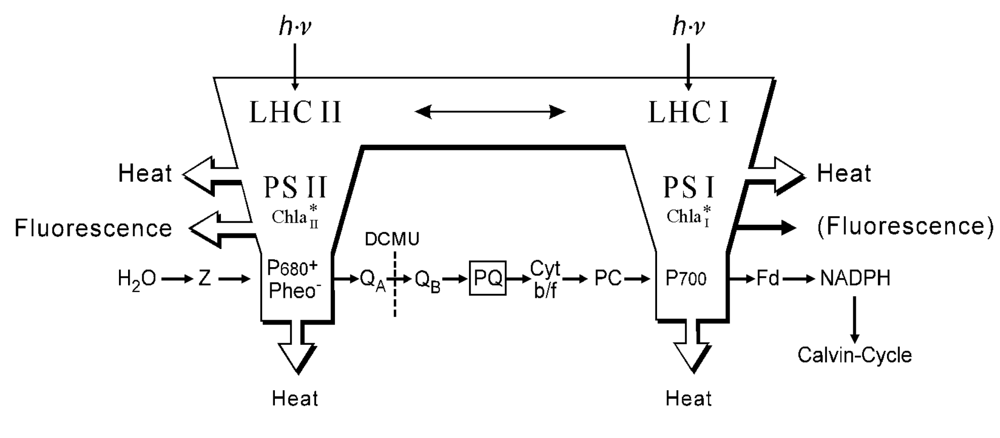 h·ν h·ν
LHC II LHC I
Heat Heat
PS II PS I
Chla*II Chla*I
Fluorescence (Fluorescence)
DCMU
H2O Z P680+ QA QB PQ Cyt PC P700 Fd NADPH
Pheo- b/f
Calvin-Cycle
Heat Heat